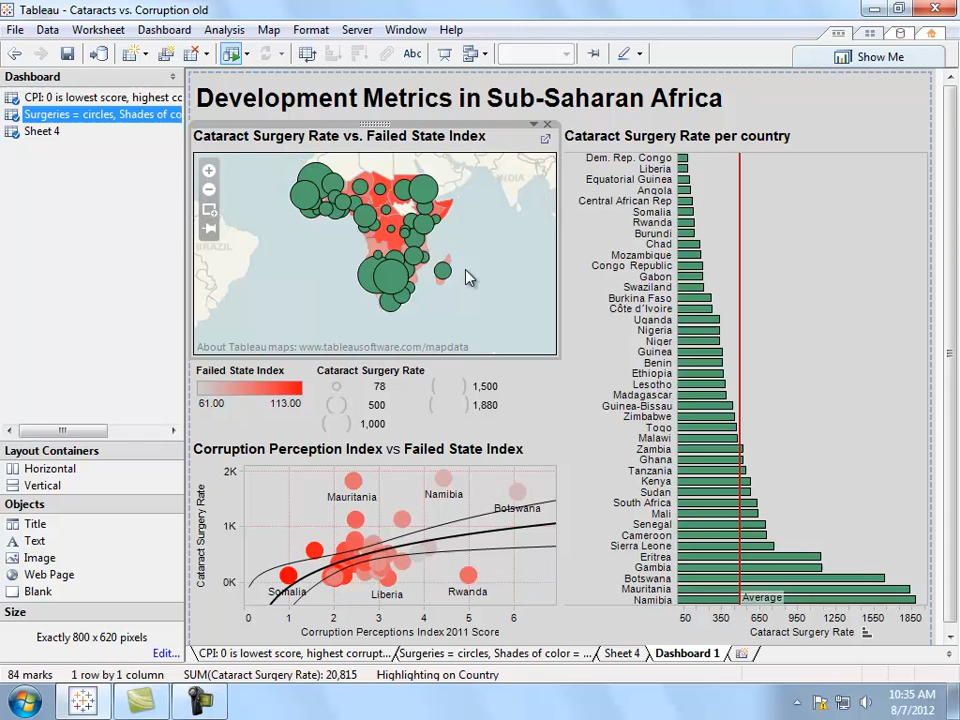 Tableau - Cataracts vs. Corruption old
File Data Worksheet Dashboard Analysis Map Format Server Window Help
Abc
Show Me
Dashboard
CPI: 0 is lowest score, highest cc
Surgeries = circles, Shades of co
Sheet 4
Layout Containers
Horizontal
Vertical
Objects
Title
Text
Image
Web Page
Blank
Size
Exactly 800 x 620 pixels
Edit...
Development Metrics in Sub-Saharan Africa
Cataract Surgery Rate vs. Failed State Index
INDIA
BRAZIL
About Tableau maps: www.tableausoftware.com/mapdata
Failed State Index
61.00 113.00
Cataract Surgery Rate
78 1,500
500 1,880
1,000
Corruption Perception Index vs Failed State Index
Cataract Surgery Rate
2K
1K
0K
Mauritania
Namibia
Botswana
Somalia
Liberia
Rwanda
0 1 2 3 4 5 6
Corruption Perceptions Index 2011 Score
Cataract Surgery Rate per country
Dem. Rep. Congo
Liberia
Equatorial Guinea
Angola
Central African Rep
Somalia
Rwanda
Burundi
Chad
Mozambique
Congo Republic
Gabon
Swaziland
Burkina Faso
Côte d'Ivoire
Uganda
Nigeria
Niger
Guinea
Benin
Ethiopia
Lesotho
Madagascar
Guinea-Bissau
Zimbabwe
Togo
Malawi
Zambia
Ghana
Tanzania
Kenya
Sudan
South Africa
Mali
Senegal
Cameroon
Sierra Leone
Eritrea
Gambia
Botswana
Mauritania
Namibia
Average
50 350 650 950 1250 1550 1850
Cataract Surgery Rate
CPI: 0 is lowest score, highest corrupt... Surgeries = circles, Shades of color = ... Sheet 4 Dashboard 1
84 marks 1 row by 1 column SUM(Cataract Surgery Rate): 20,815 Highlighting on Country
10:35 AM
8/7/2012